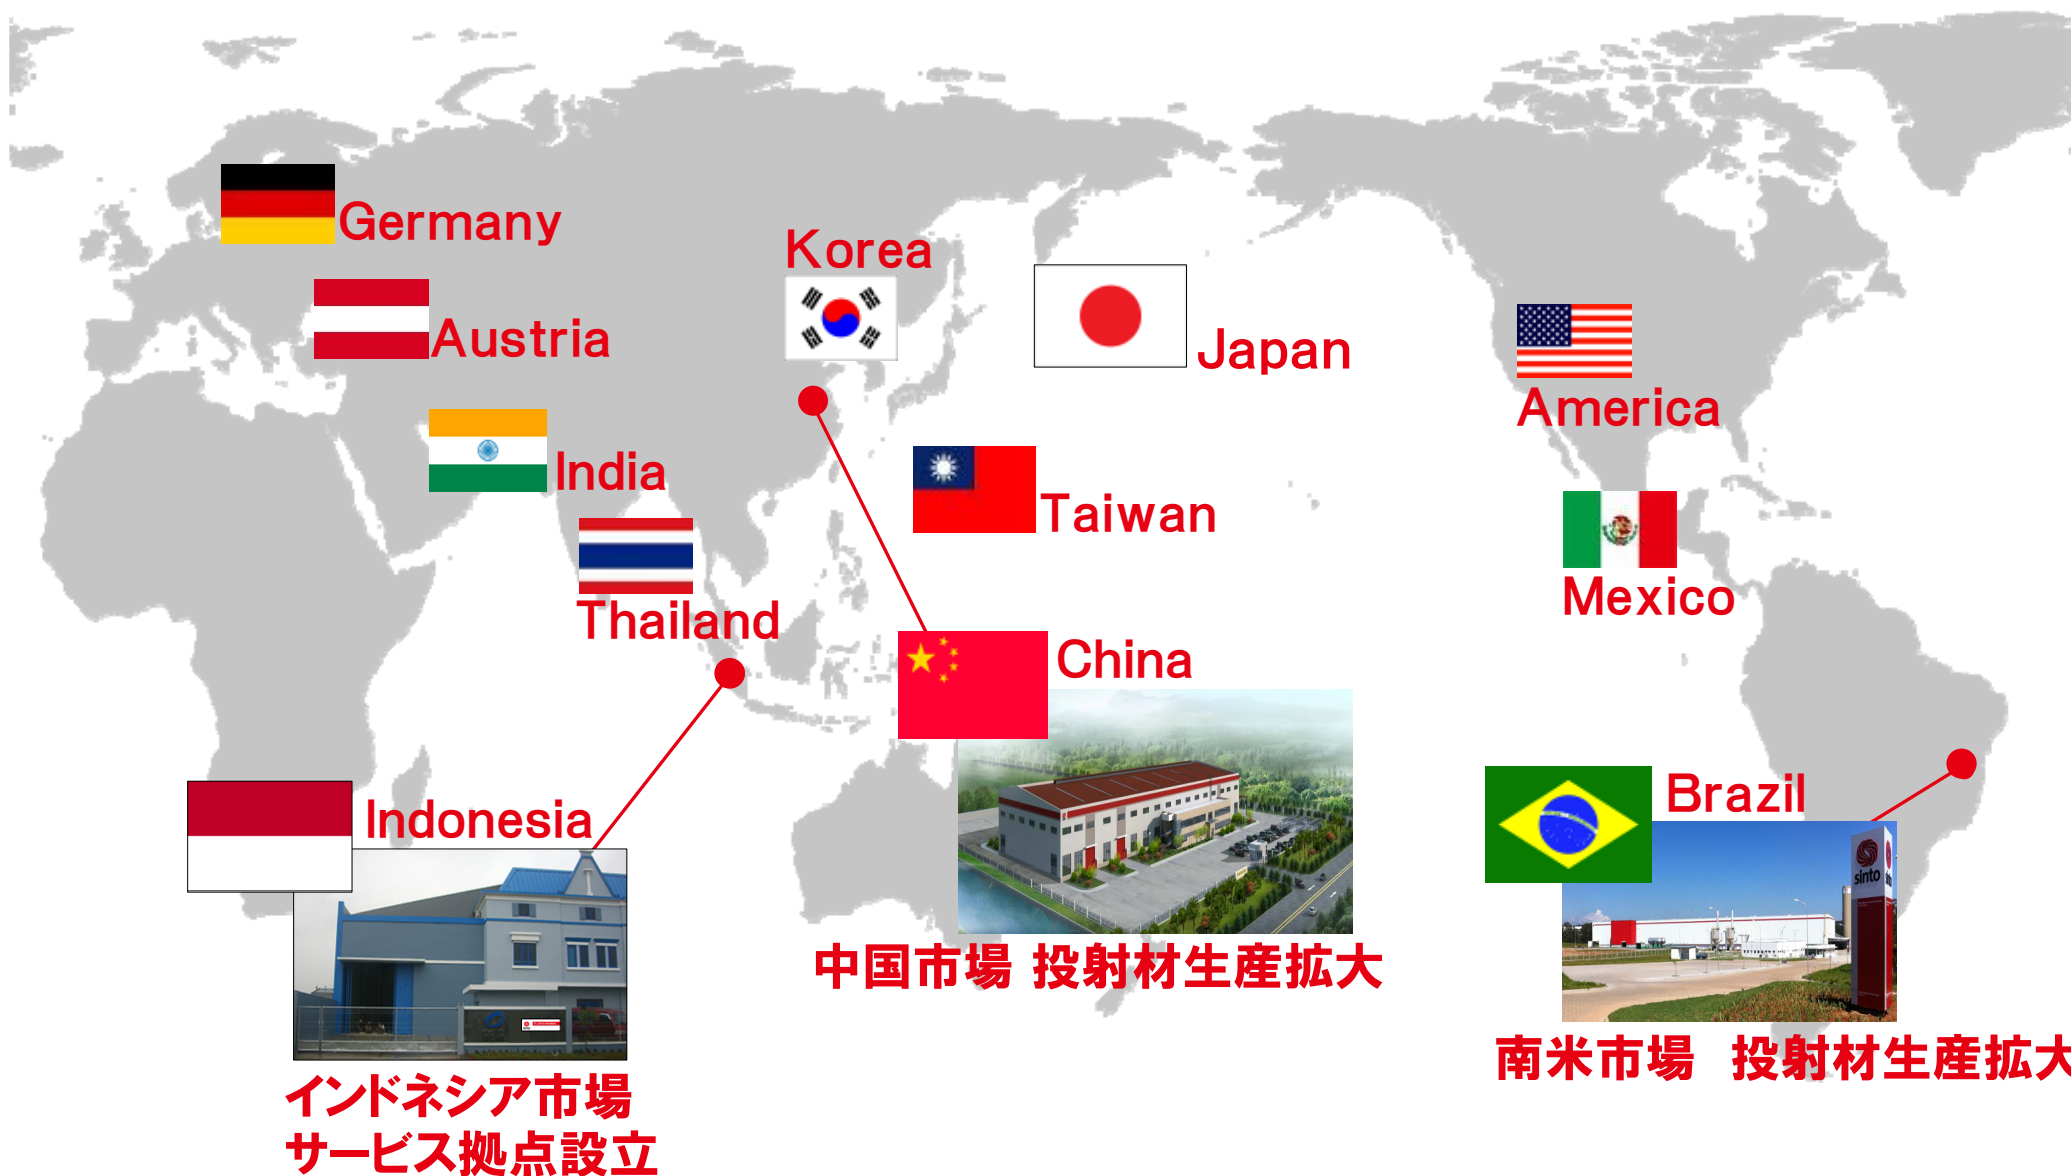 Germany
Korea
Japan
Austria
America
India
Taiwan
Thailand
Mexico
China
Indonesia
Brazil
sinto
中国市場 投射材生産拡大
南米市場 投射材生産拡大
インドネシア市場
サービス拠点設立